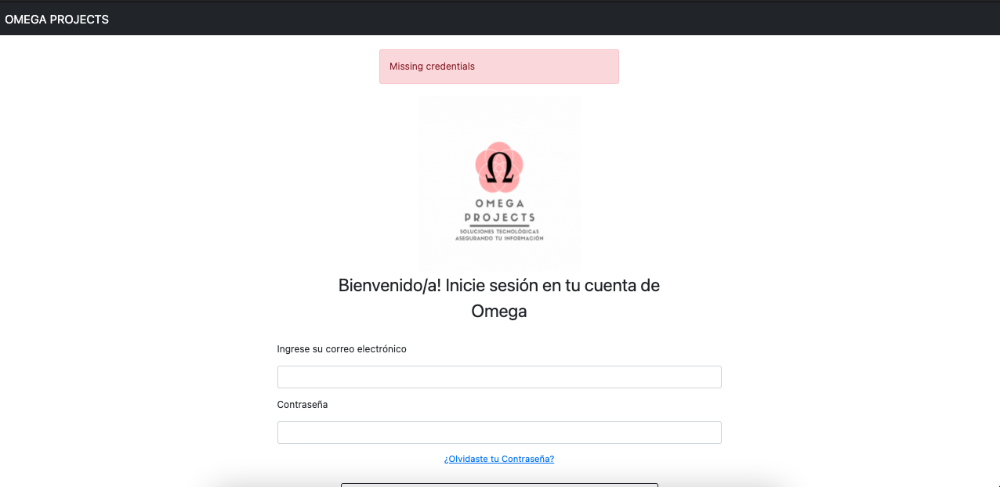 OMEGA PROJECTS
Missing credentials
Ω
OMEGA
PROJECTS
SOLUCIONES TECNOLÓGICAS
ASEGURANDO TU INFORMACIÓN
Bienvenido/a! Inicie sesión en tu cuenta de
Omega
Ingrese su correo electrónico
Contraseña
¿Olvidaste tu Contraseña?